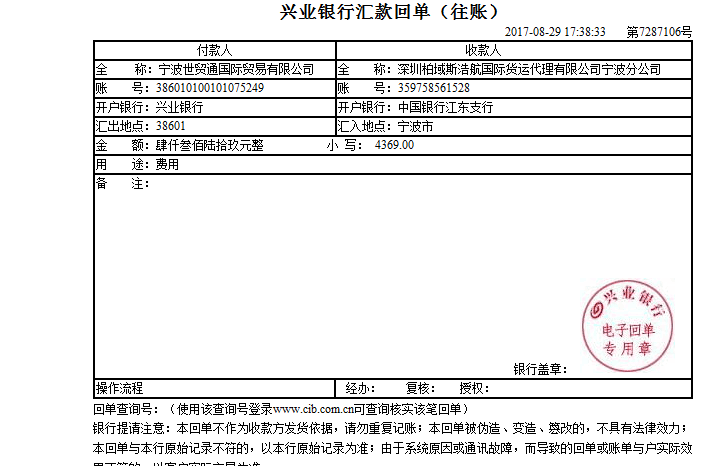 兴业银行汇款回单（往账）
2017-08-29 17:38:33 第7287106号
付款人 收款人
全 称：宁波世贸通国际贸易有限公司 全 称：深圳柏域斯浩航国际货运代理有限公司宁波分公司
账 号：386010100101075249 账 号：359758561528
开户银行：兴业银行 开户银行：中国银行江东支行
汇出地点：38601 汇入地点：宁波市
金 额：肆仟叁佰陆拾玖元整 小 写： 4369.00
用 途：费用
备 注：
兴业银行
电子回单
专用章
银行盖章：
操作流程 经办： 复核： 授权：
回单查询号：（使用该查询号登录www.cib.com.cn可查询核实该笔回单）
银行提请注意：本回单不作为收款方发货依据，请勿重复记账；本回单被伪造、变造、篡改的，不具有法律效力；
本回单与本行原始记录不符的，以本行原始记录为准；由于系统原因或通讯故障，而导致的回单或账单与户实际效